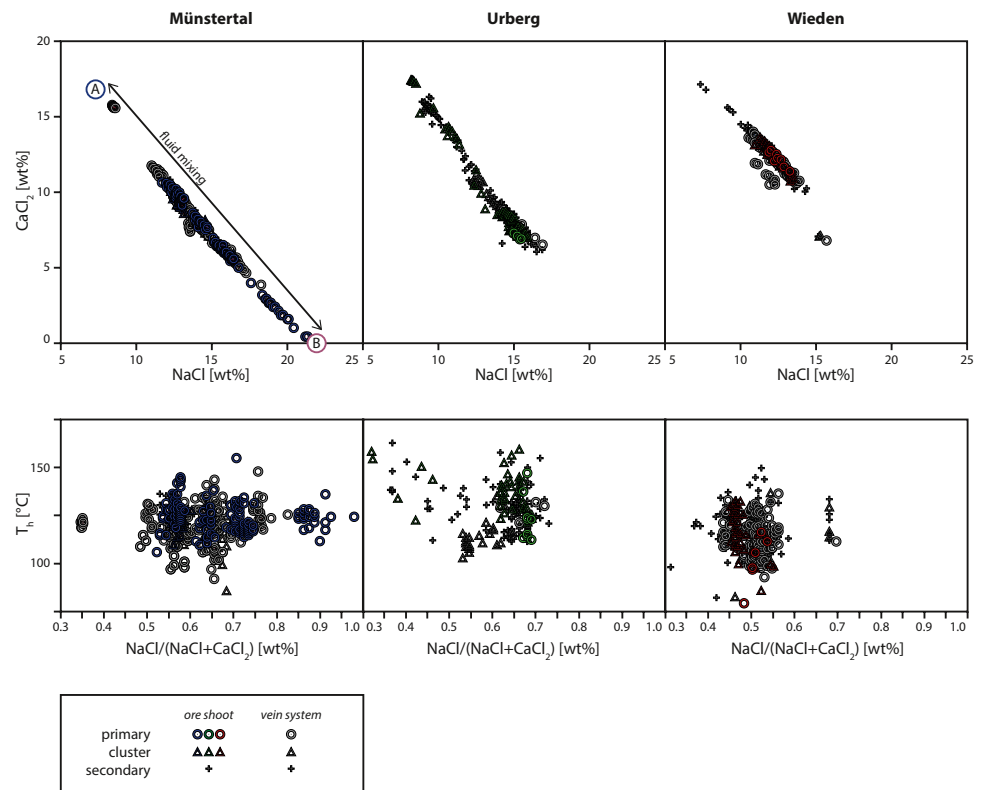 Münstertal Urberg Wieden
20
15
10
5
0
CaCl2 [wt%]
A
fluid mixing
B
5 10 15 20 25 5 10 15 20 25 5 10 15 20 25
NaCl [wt%] NaCl [wt%] NaCl [wt%]
150
100
Th [°C]
0.3 0.4 0.5 0.6 0.7 0.8 0.9 1.0 0.3 0.4 0.5 0.6 0.7 0.8 0.9 1.0 0.3 0.4 0.5 0.6 0.7 0.8 0.9 1.0
NaCl/(NaCl+CaCl2) [wt%] NaCl/(NaCl+CaCl2) [wt%] NaCl/(NaCl+CaCl2) [wt%]
ore shoot vein system
primary
cluster
secondary